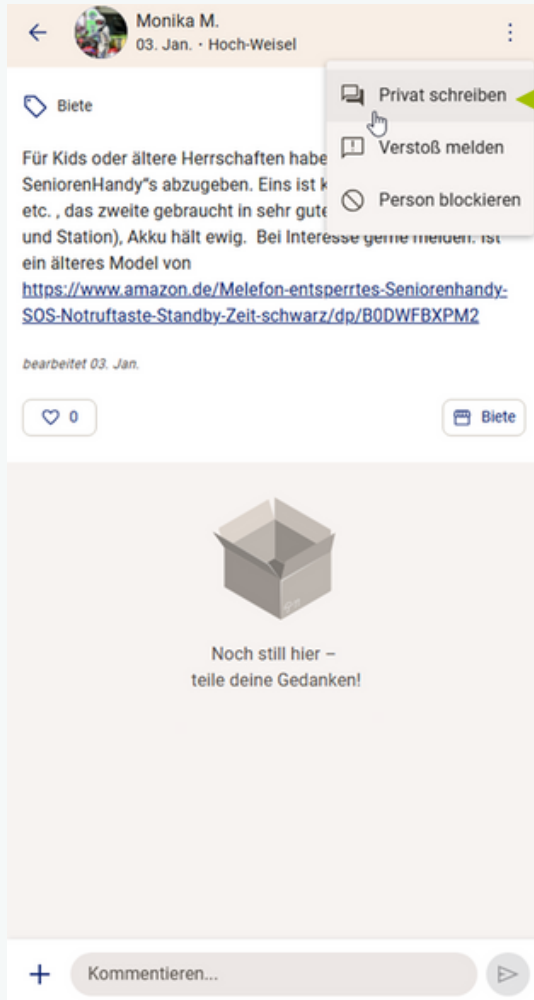 Monika M.
03. Jan. · Hoch-Weisel
Privat schreiben
Verstoß melden
Person blockieren
Biete
Für Kids oder ältere Herrschaften habe
SeniorenHandy"s abzugeben. Eins ist
etc. , das zweite gebraucht in sehr gute
und Station), Akku hält ewig.  Bei Interesse gerne melden. Ist
ein älteres Model von
https://www.amazon.de/Melefon-entsperrtes-Seniorenhandy-
SOS-Notruftaste-Standby-Zeit-schwarz/dp/B0DWFBXPM2
bearbeitet 03. Jan.
0
Biete
Noch still hier –
teile deine Gedanken!
Kommentieren...